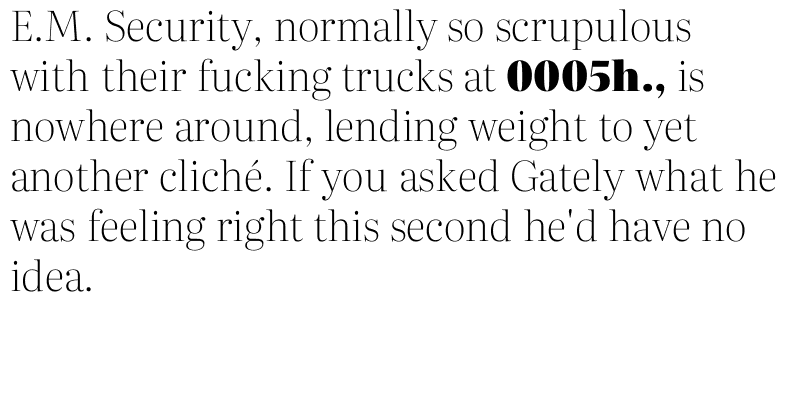 E.M. Security, normally so scrupulous
with their fucking trucks at 0005h., is
nowhere around, lending weight to yet
another cliché. If you asked Gately what he
was feeling right this second he'd have no
idea.